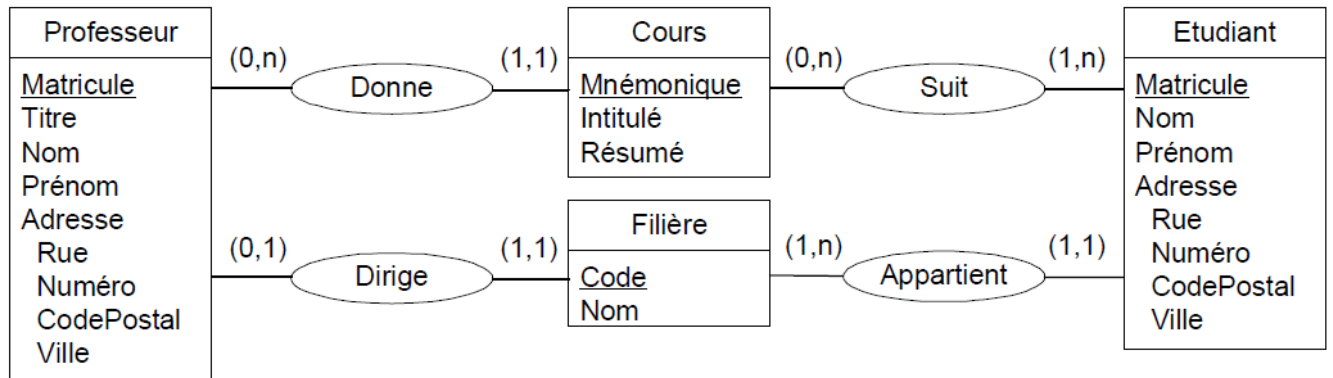 Professeur
Matricule
Titre
Nom
Prénom
Adresse
Rue
Numéro
CodePostal
Ville
(0,n)
Donne
(1,1)
Cours
Mnémonique
Intitulé
Résumé
(0,n)
Suit
(1,n)
Etudiant
Matricule
Nom
Prénom
Adresse
Rue
Numéro
CodePostal
Ville
(0,1)
Dirige
(1,1)
Filière
Code
Nom
(1,n)
Appartient
(1,1)